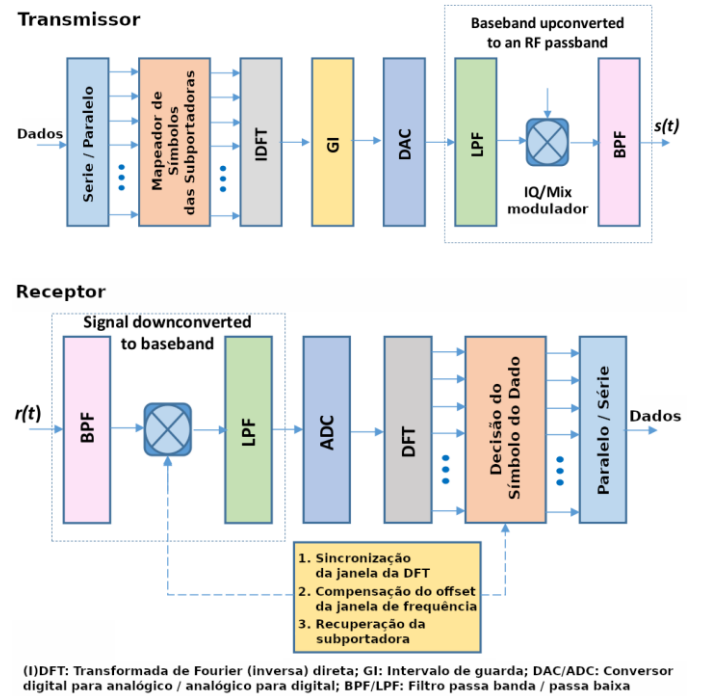 Transmissor
Baseband upconverted
to an RF passband
Dados
Serie / Paralelo
Mapeador de
Símbolos
das Subportadoras
IDFT
GI
DAC
LPF
IQ/Mix
modulador
BPF
s(t)
Receptor
Signal downconverted
to baseband
r(t)
BPF
LPF
ADC
DFT
Decisão do
Símbolo do Dado
Paralelo / Série
Dados
1. Sincronização
da janela da DFT
2. Compensação do offset
da janela de frequência
3. Recuperação da
subportadora
(I)DFT: Transformada de Fourier (inversa) direta; GI: Intervalo de guarda; DAC/ADC: Conversor
digital para analógico / analógico para digital; BPF/LPF: Filtro passa banda / passa baixa